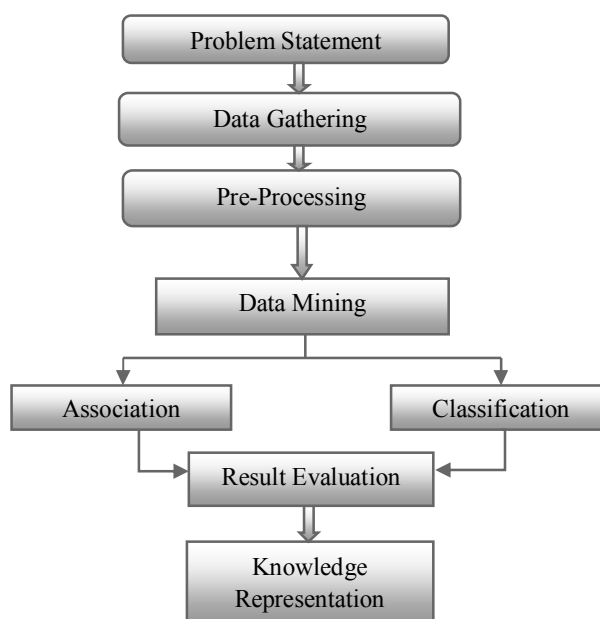 Problem Statement
Data Gathering
Pre-Processing
Data Mining
Association
Classification
Result Evaluation
Knowledge
Representation